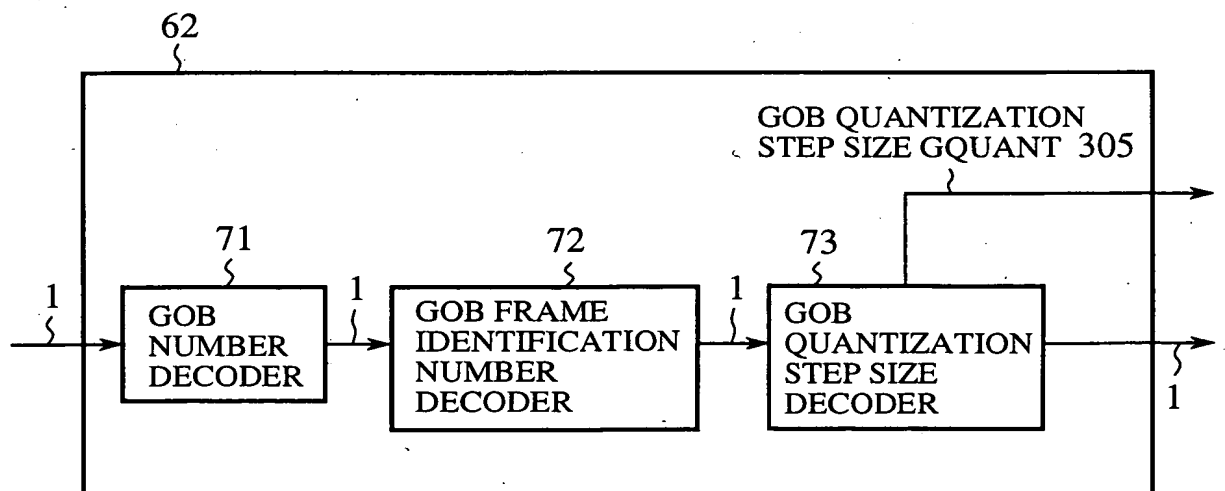 62
GOB QUANTIZATION
STEP SIZE GQUANT 305
71
72
73
1
1
1
1
GOB
NUMBER
DECODER
GOB FRAME
IDENTIFICATION
NUMBER
DECODER
GOB
QUANTIZATION
STEP SIZE
DECODER